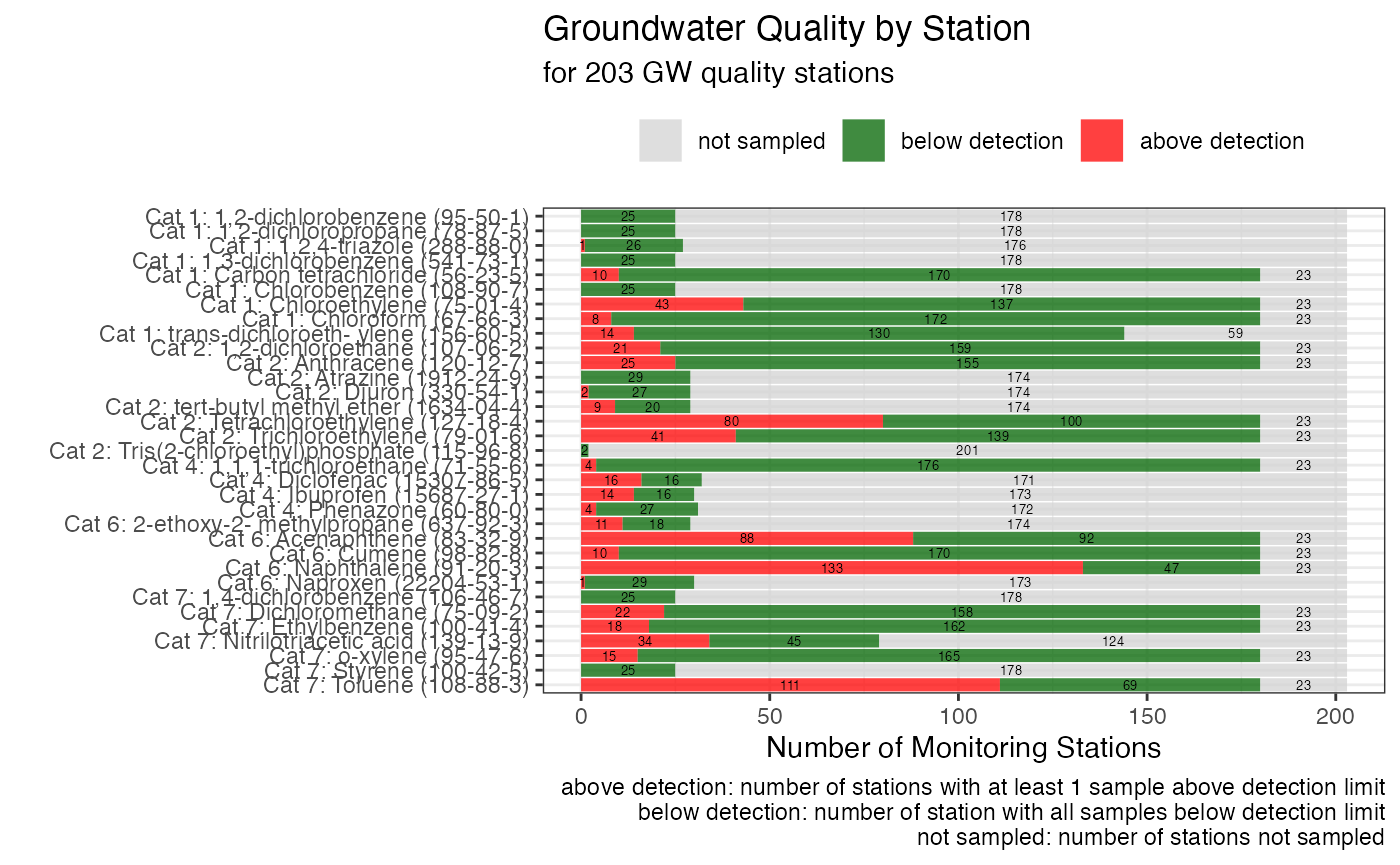 Groundwater Quality by Station
for 203 GW quality stations
not sampled below detection above detection
Cat 1: 1,2-dichlorobenzene (95-50-1) 25 178
Cat 1: 1,2-dichloropropane (78-87-5) 25 178
Cat 1: 1,2,4-triazole (288-88-0) 1 26 176
Cat 1: 1,3-dichlorobenzene (541-73-1) 25 178
Cat 1: Carbon tetrachloride (56-23-5) 10 170 23
Cat 1: Chlorobenzene (108-90-7) 25 178
Cat 1: Chloroethylene (75-01-4) 43 137 23
Cat 1: Chloroform (67-66-3) 8 172 23
Cat 1: trans-dichloroeth- ylene (156-60-5) 14 130 59
Cat 2: 1,2-dichloroethane (107-06-2) 21 159 23
Cat 2: Anthracene (120-12-7) 25 155 23
Cat 2: Atrazine (1912-24-9) 29 174
Cat 2: Diuron (330-54-1) 2 27 174
Cat 2: tert-butyl methyl ether (1634-04-4) 9 20 174
Cat 2: Tetrachloroethylene (127-18-4) 80 100 23
Cat 2: Trichloroethylene (79-01-6) 41 139 23
Cat 2: Tris(2-chloroethyl)phosphate (115-96-8) 2 201
Cat 4: 1,1,1-trichloroethane (71-55-6) 4 176 23
Cat 4: Diclofenac (15307-86-5) 16 16 171
Cat 4: Ibuprofen (15687-27-1) 14 16 173
Cat 4: Phenazone (60-80-0) 4 27 172
Cat 6: 2-ethoxy-2- methylpropane (637-92-3) 11 18 174
Cat 6: Acenaphthene (83-32-9) 88 92 23
Cat 6: Cumene (98-82-8) 10 170 23
Cat 6: Naphthalene (91-20-3) 133 47 23
Cat 6: Naproxen (22204-53-1) 1 29 173
Cat 7: 1,4-dichlorobenzene (106-46-7) 25 178
Cat 7: Dichloromethane (75-09-2) 22 158 23
Cat 7: Ethylbenzene (100-41-4) 18 162 23
Cat 7: Nitrilotriacetic acid (139-13-9) 34 45 124
Cat 7: o-xylene (95-47-6) 15 165 23
Cat 7: Styrene (100-42-5) 25 178
Cat 7: Toluene (108-88-3) 111 69 23
0 50 100 150 200
Number of Monitoring Stations
above detection: number of stations with at least 1 sample above detection limit
below detection: number of station with all samples below detection limit
not sampled: number of stations not sampled